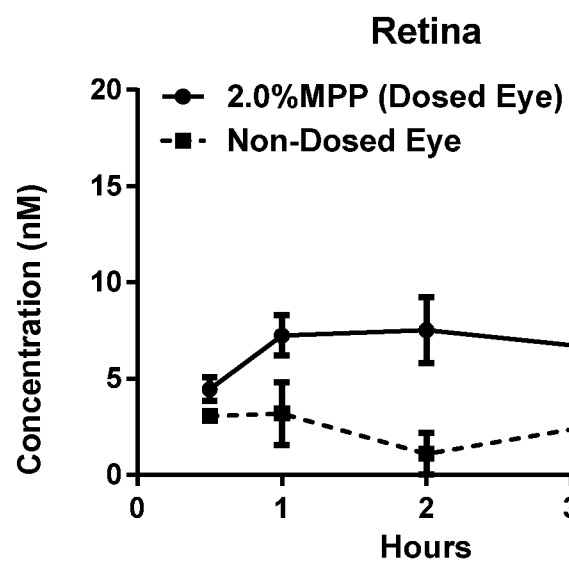 Retina
2.0%MPP (Dosed Eye)
Non-Dosed Eye
Concentration (nM)
20
15
10
5
0
0 1 2 3
Hours